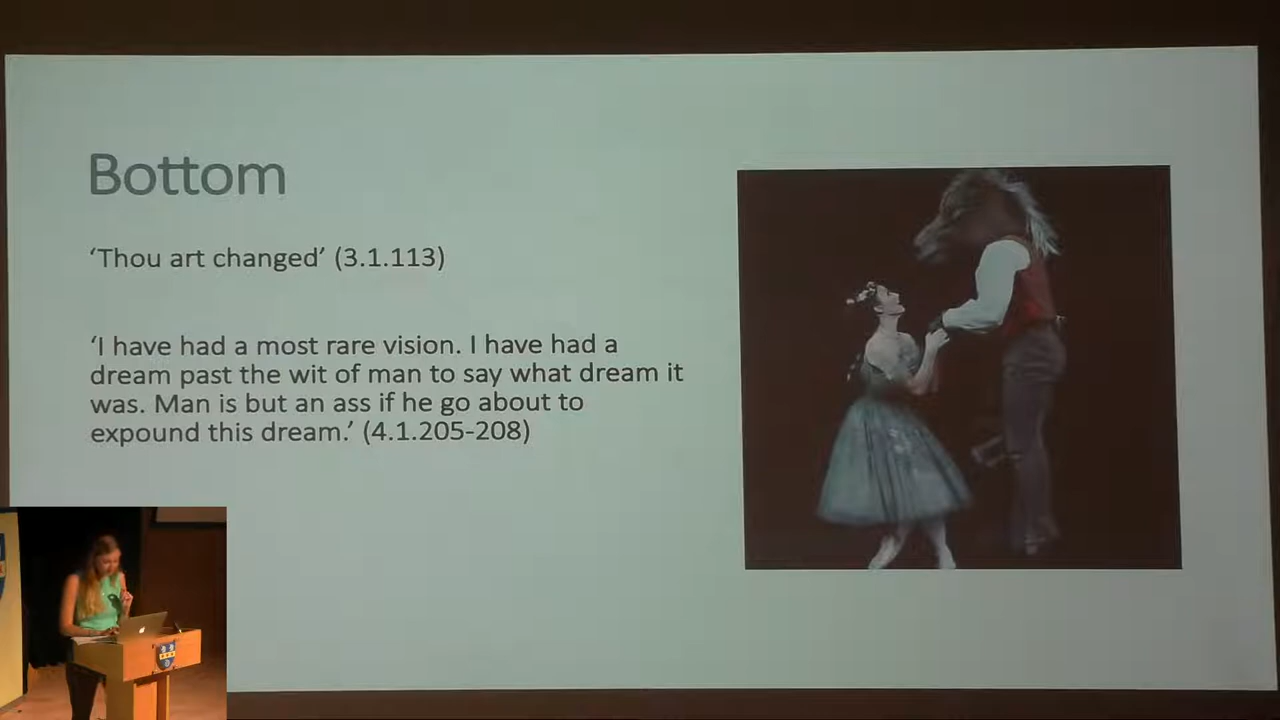 Bottom
‘Thou art changed’ (3.1.113)
‘I have had a most rare vision. I have had a
dream past the wit of man to say what dream it
was. Man is but an ass if he go about to
expound this dream.’ (4.1.205-208)